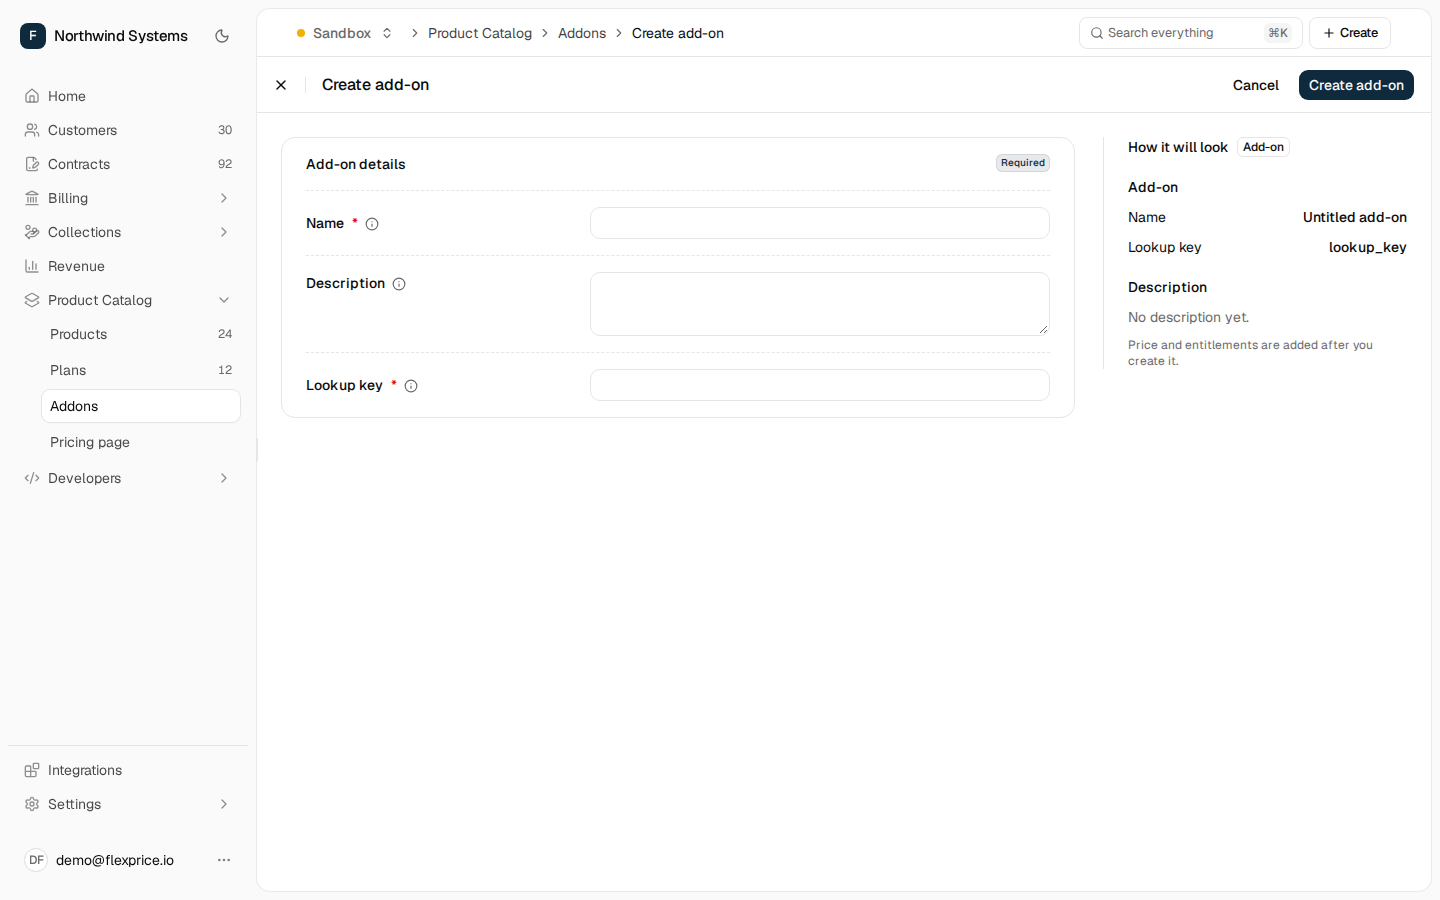 F Northwind Systems
Home
Customers 30
Contracts 92
Billing
Collections
Revenue
Product Catalog
Products 24
Plans 12
Addons
Pricing page
Developers
Integrations
Settings
DF demo@flexprice.io
Sandbox Product Catalog Addons Create add-on
Search everything ⌘K
Create
Create add-on
Cancel
Create add-on
Add-on details Required
Name *
Description
Lookup key *
How it will look Add-on
Add-on
Name Untitled add-on
Lookup key lookup_key
Description
No description yet.
Price and entitlements are added after you
create it.